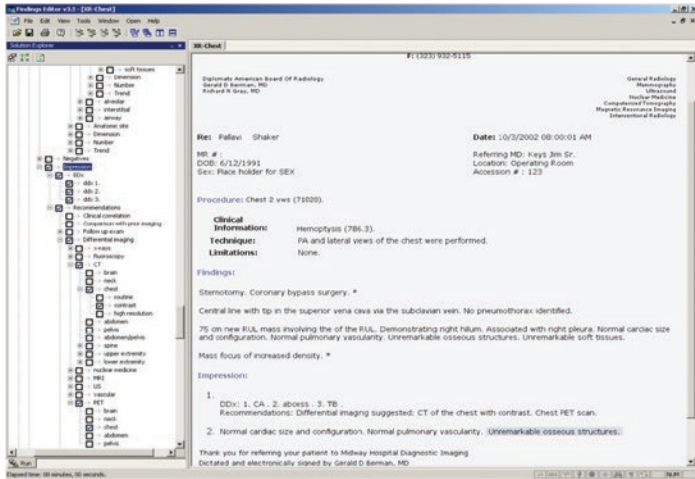 Findings Editor v3.5 - [XR-Chest]
File Edit View Tools Window Open Help
Solution Explorer
XR-Chest
soft tissues
Dimension
Number
Trend
alveolar
interstitial
airway
Anatomic site
Dimension
Number
Trend
Negatives
Impression
DDx
ddx 1.
ddx 2.
ddx 3.
Recommendations
Clinical correlation
Comparison with prior imaging
Follow up exam
Differential imaging
x-rays
fluoroscopy
CT
brain
neck
chest
routine
contrast
high resolution
abdomen
pelvis
abdomen/pelvis
spine
upper extremity
lower extremity
nuclear medicine
MRI
US
vascular
PET
brain
neck
chest
abdomen
pelvis
Run
F: (323) 932-5115
Diplomats American Board Of Radiology
Gerald D Berman, MD
Richard N Gray, MD
General Radiology
Mammography
Ultrasound
Nuclear Medicine
Computerized Tomography
Magnetic Resonance Imaging
Interventional Radiology
Re: Pallavi Shaker
Date: 10/3/2002 08:00:01 AM
MR # :
DOB: 6/12/1991
Sex: Place holder for SEX
Referring MD: Keys Jim Sr.
Location: Operating Room
Accession # : 123
Procedure: Chest 2 vws (71020).
Clinical
Information: Hemoptysis (786.3).
Technique: PA and lateral views of the chest were performed.
Limitations: None.
Findings:
Sternotomy. Coronary bypass surgery. *
Central line with tip in the superior vena cava via the subclavian vein. No pneumothorax identified.
75 cm new RUL mass involving the of the RUL. Demonstrating right hilum. Associated with right pleura. Normal cardiac size
and configuration. Normal pulmonary vascularity. Unremarkable osseous structures. Unremarkable soft tissues.
Mass focus of increased density. *
Impression:
1.
DDx: 1. CA . 2. abcess . 3. TB .
Recommendations: Differential imaging suggested: CT of the chest with contrast. Chest PET scan.
2. Normal cardiac size and configuration. Normal pulmonary vascularity. Unremarkable osseous structures.
Thank you for referring your patient to Midway Hospital Diagnostic Imaging
Dictated and electronically signed by Gerald D Berman, MD
Elapsed time: 00 minutes, 00 seconds.
NUM